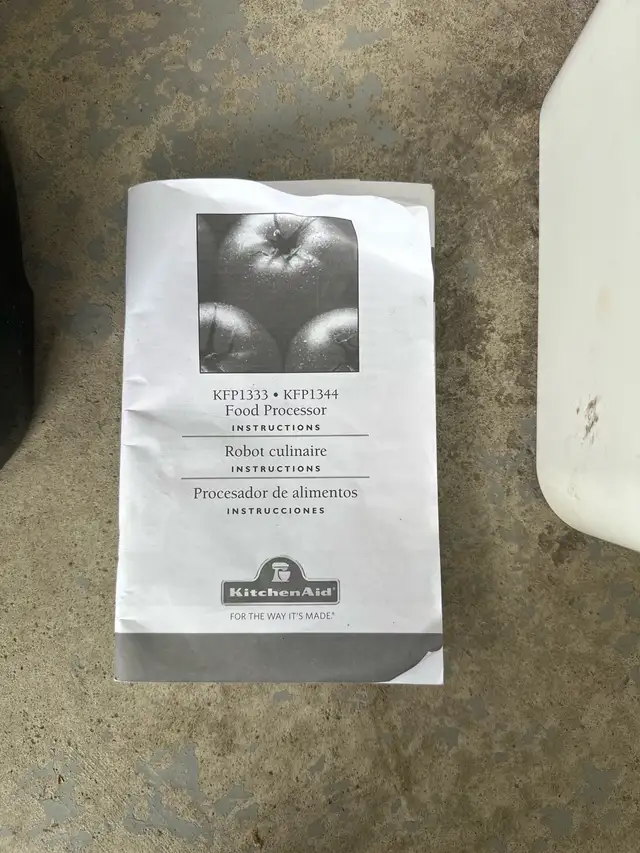 KFP1333 • KFP1344
Food Processor
INSTRUCTIONS
Robot culinaire
INSTRUCTIONS
Procesador de alimentos
INSTRUCCIONES
KitchenAid®
FOR THE WAY IT'S MADE.®